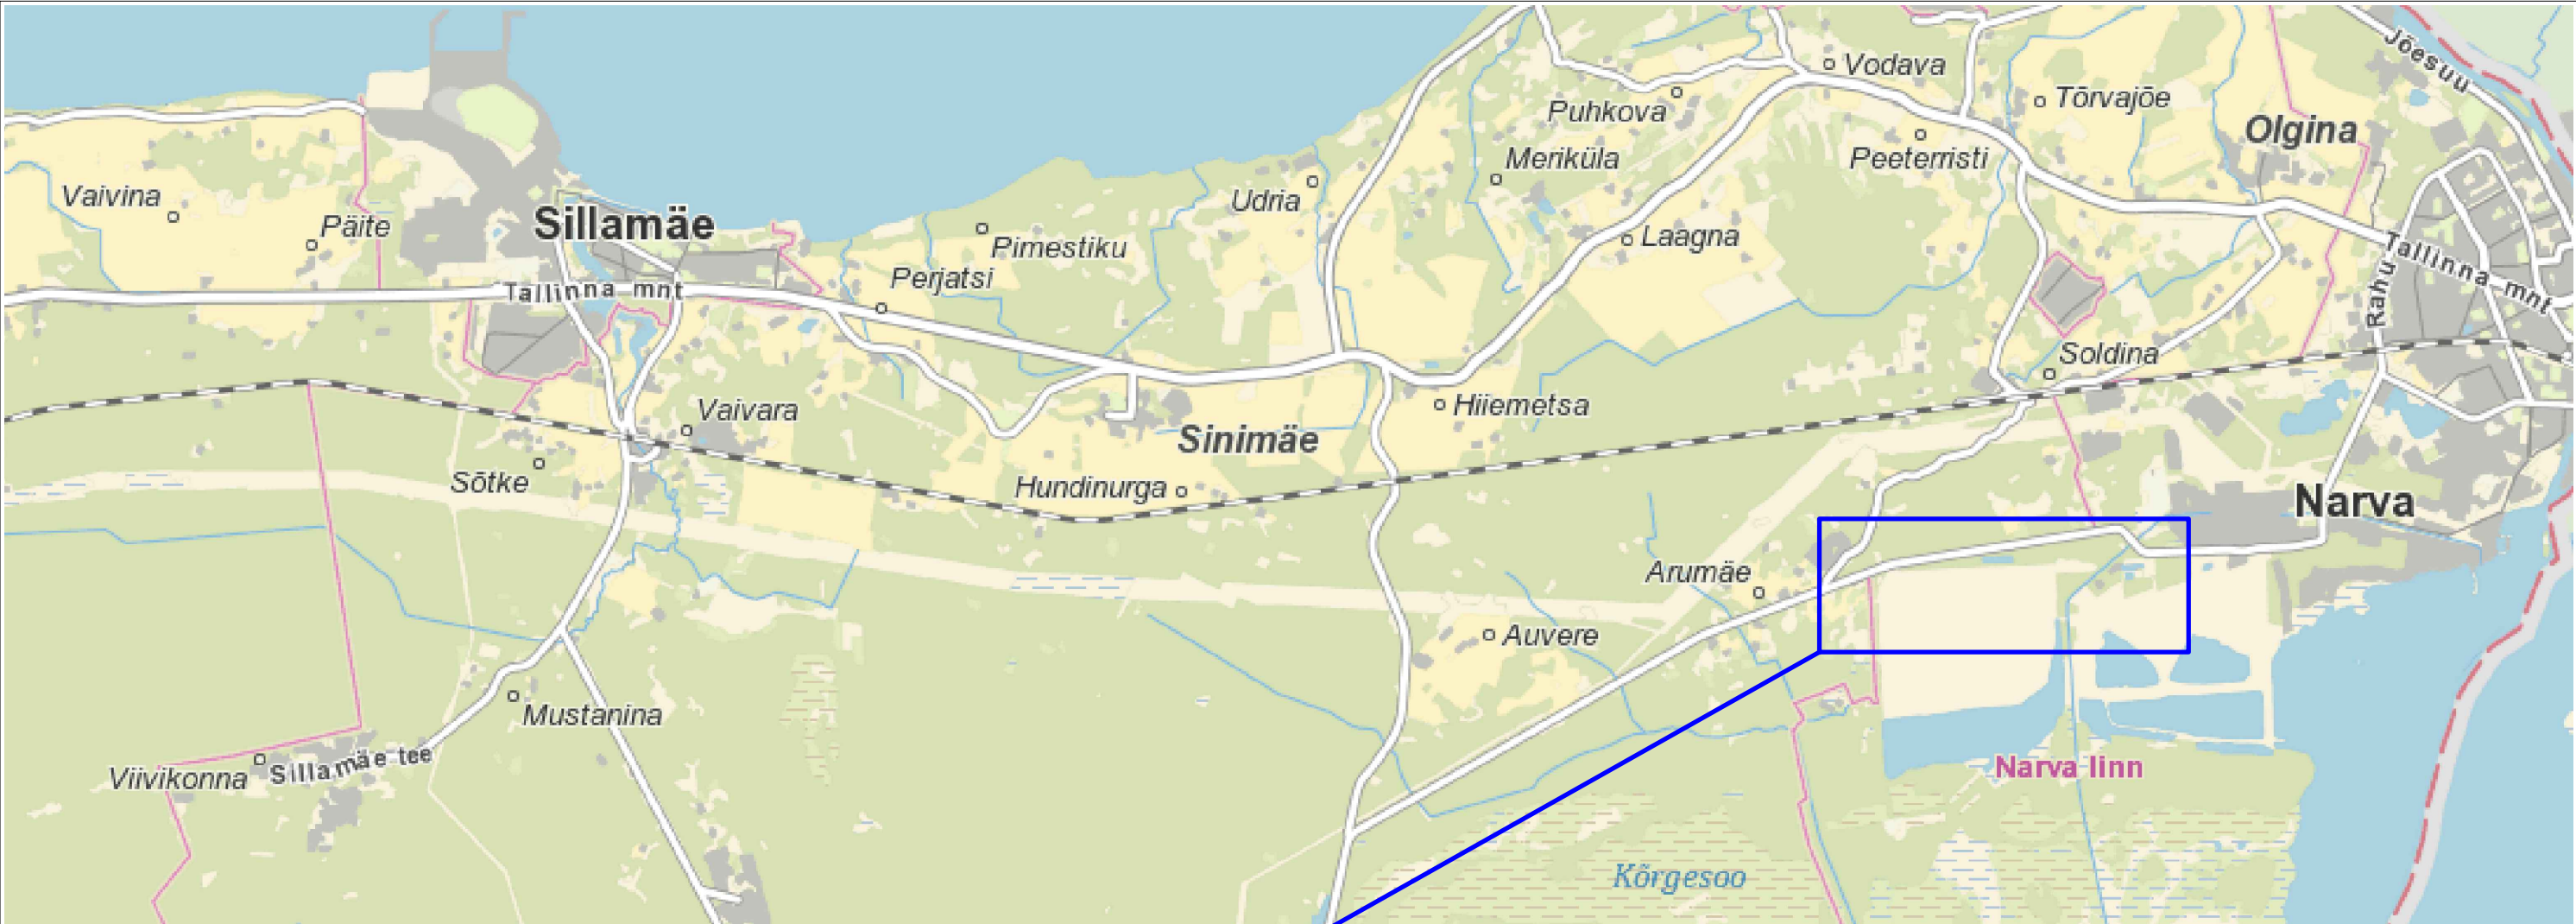 Jõesuu
Vodava
Tõrvajõe
Puhkova
Olgina
Meriküla
Peeterristi
Vaivina
Udria
Päite
Sillamäe
Laagna
Pimestiku
Tallinna mnt
Perjatsi
Rahu
Tallinna mnt
Soldina
Vaivara
Hiiemetsa
Sinimäe
Sõtke
Hundinurga
Narva
Arumäe
Auvere
Mustanina
Sillamäe tee
Viivikonna
Narva linn
Kõrgesoo